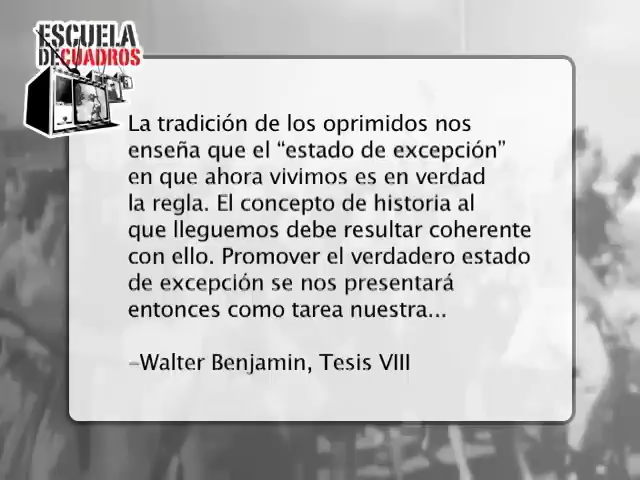 ESCUELA
DECUADROS
La tradición de los oprimidos nos
enseña que el “estado de excepción”
en que ahora vivimos es en verdad
la regla. El concepto de historia al
que lleguemos debe resultar coherente
con ello. Promover el verdadero estado
de excepción se nos presentará
entonces como tarea nuestra...
–Walter Benjamin, Tesis VIII